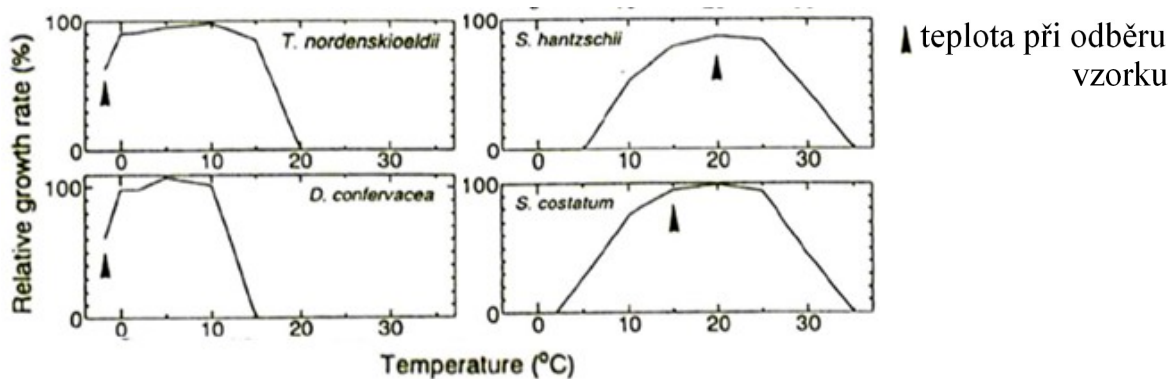 100
T. nordenskioeldii
0
0 10 20 30
100
S. hantzschii
0
0 10 20 30
teplota při odběru
vzorku
100
D. confervacea
0
0 10 20 30
100
S. costatum
0
0 10 20 30
Relative growth rate (%)
Temperature (°C)